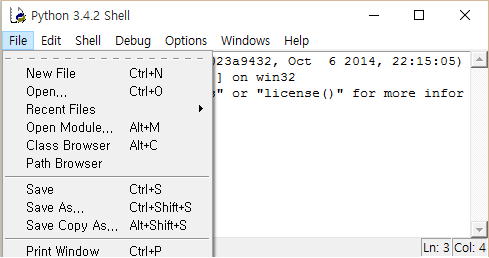 Python 3.4.2 Shell
File Edit Shell Debug Options Windows Help
023a9432, Oct 6 2014, 22:15:05)
] on win32
" or "license()" for more infor
New File Ctrl+N
Open... Ctrl+O
Recent Files
Open Module... Alt+M
Class Browser Alt+C
Path Browser
Save Ctrl+S
Save As... Ctrl+Shift+S
Save Copy As... Alt+Shift+S
Print Window Ctrl+P
Ln: 3 Col: 4